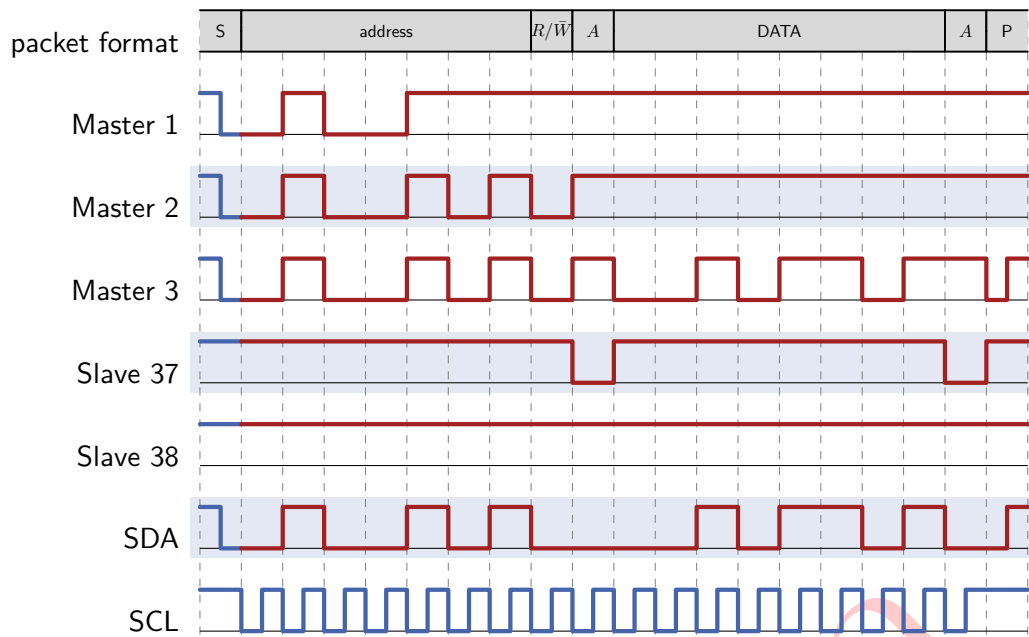 S address R/W̄ A DATA A P
packet format
Master 1
Master 2
Master 3
Slave 37
Slave 38
SDA
SCL